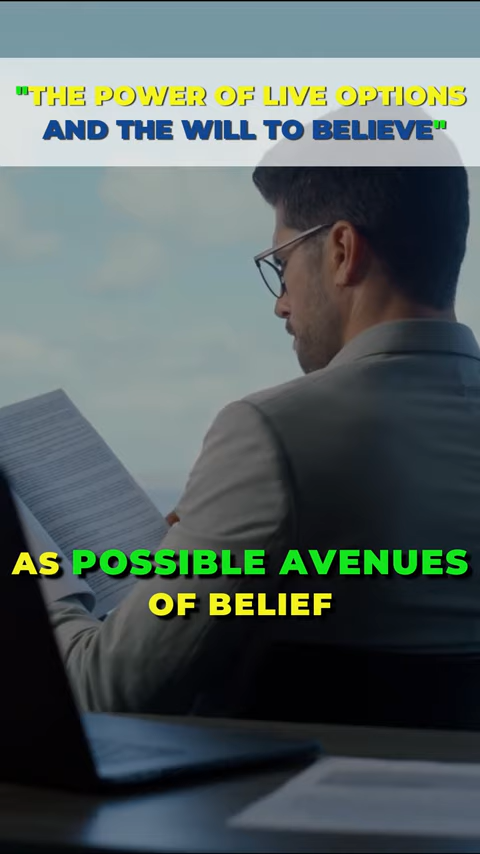 "THE POWER OF LIVE OPTIONS
AND THE WILL TO BELIEVE"
AS POSSIBLE AVENUES
OF BELIEF